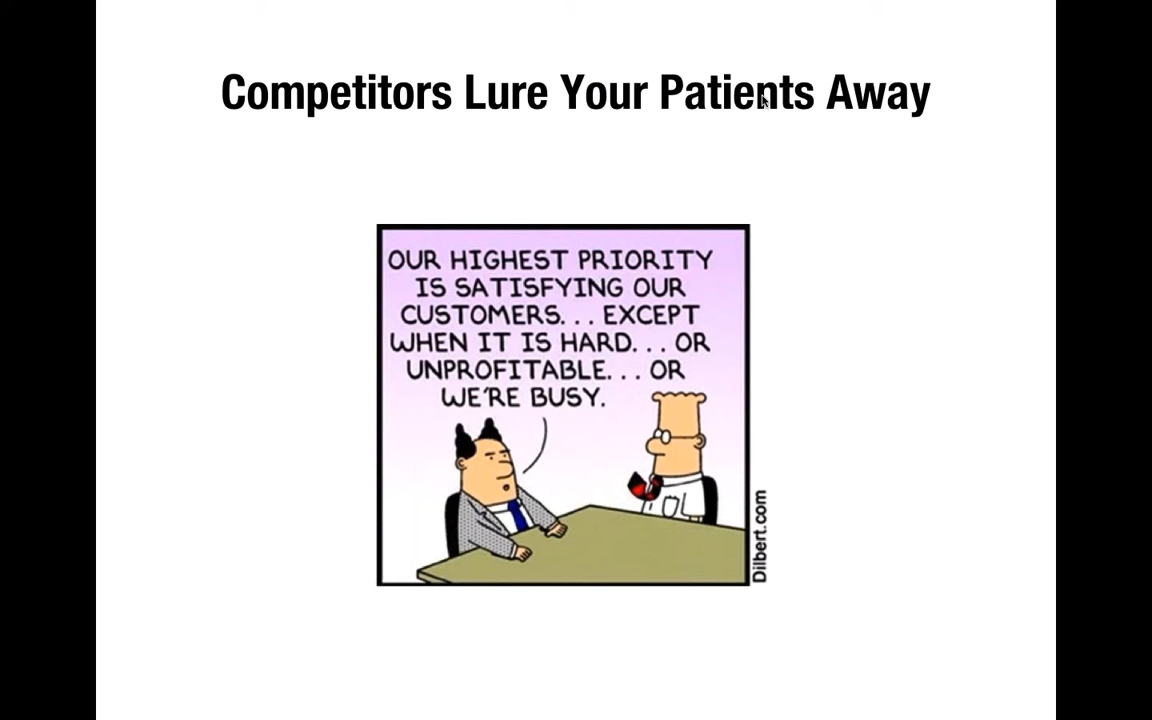 Competitors Lure Your Patients Away
OUR HIGHEST PRIORITY
IS SATISFYING OUR
CUSTOMERS. . . EXCEPT
WHEN IT IS HARD. . . OR
UNPROFITABLE. . . OR
WE'RE BUSY.
Dilbert.com